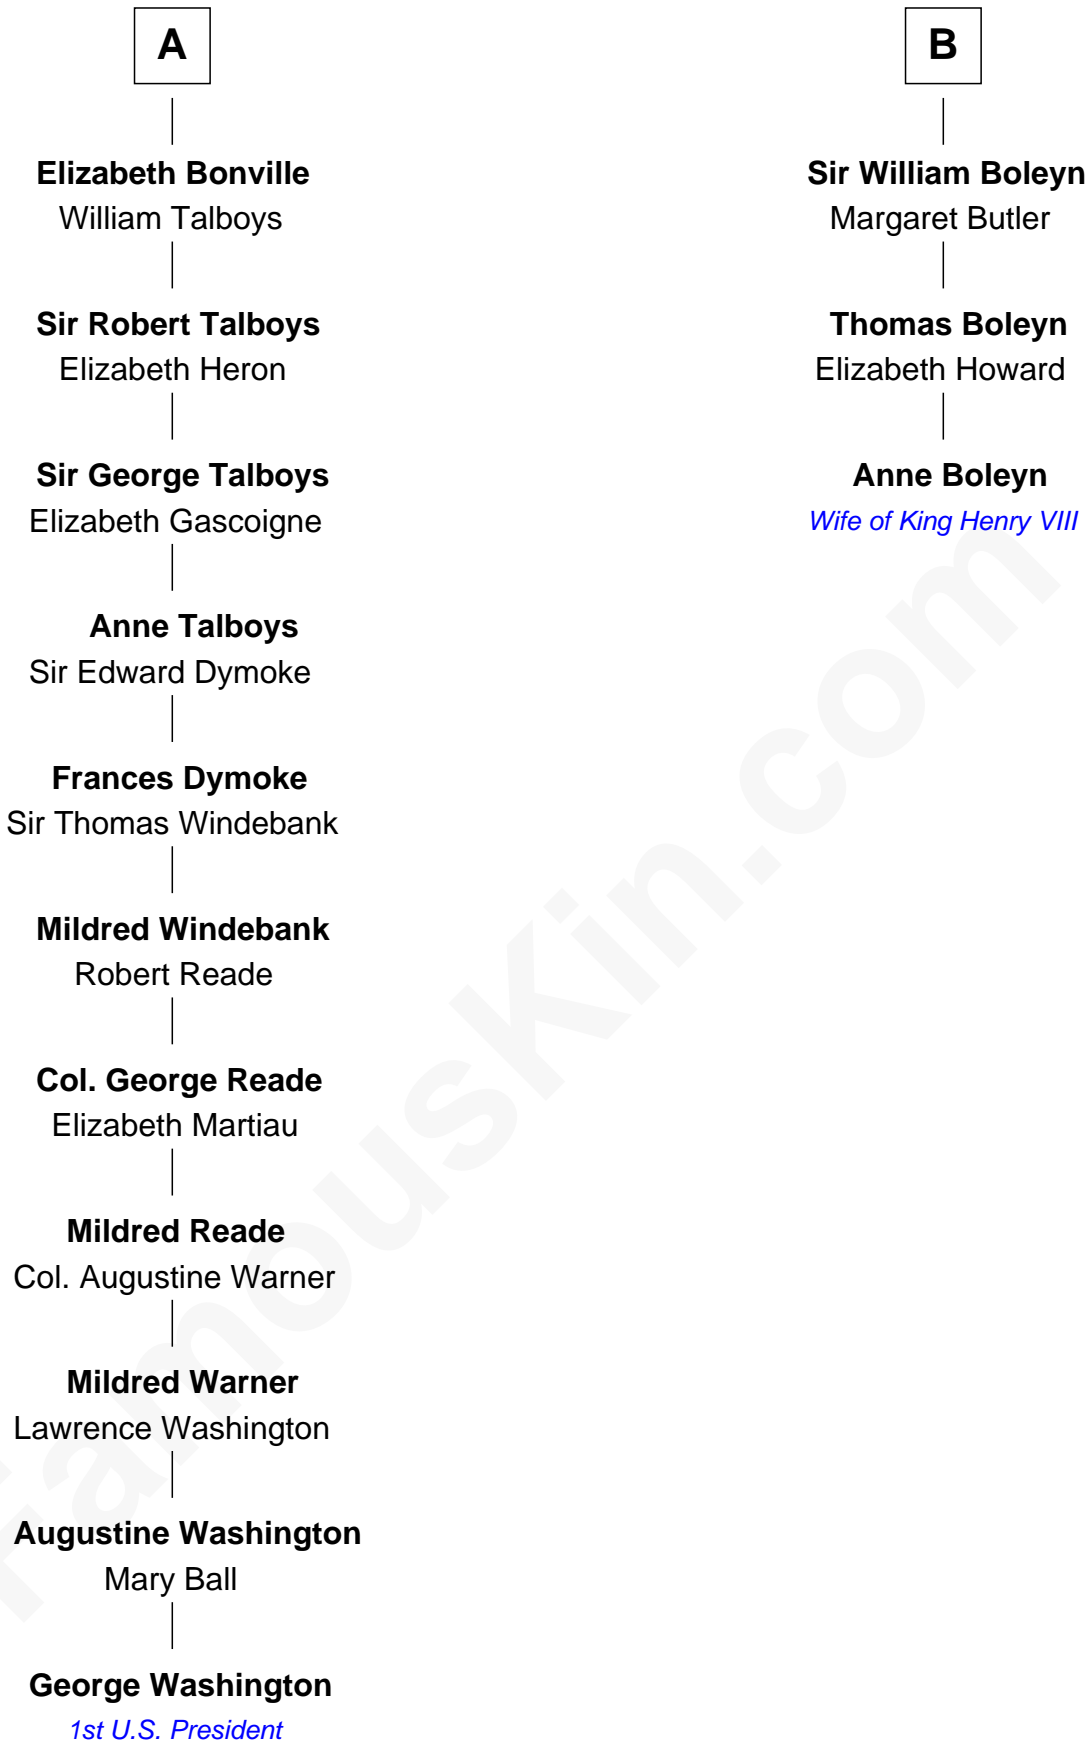 A
Elizabeth Bonville
William Talboys
Sir Robert Talboys
Elizabeth Heron
Sir George Talboys
Elizabeth Gascoigne
Anne Talboys
Sir Edward Dymoke
Frances Dymoke
Sir Thomas Windebank
Mildred Windebank
Robert Reade
Col. George Reade
Elizabeth Martiau
Mildred Reade
Col. Augustine Warner
Mildred Warner
Lawrence Washington
Augustine Washington
Mary Ball
George Washington
1st U.S. President
B
Sir William Boleyn
Margaret Butler
Thomas Boleyn
Elizabeth Howard
Anne Boleyn
Wife of King Henry VIII
FamousKin.com